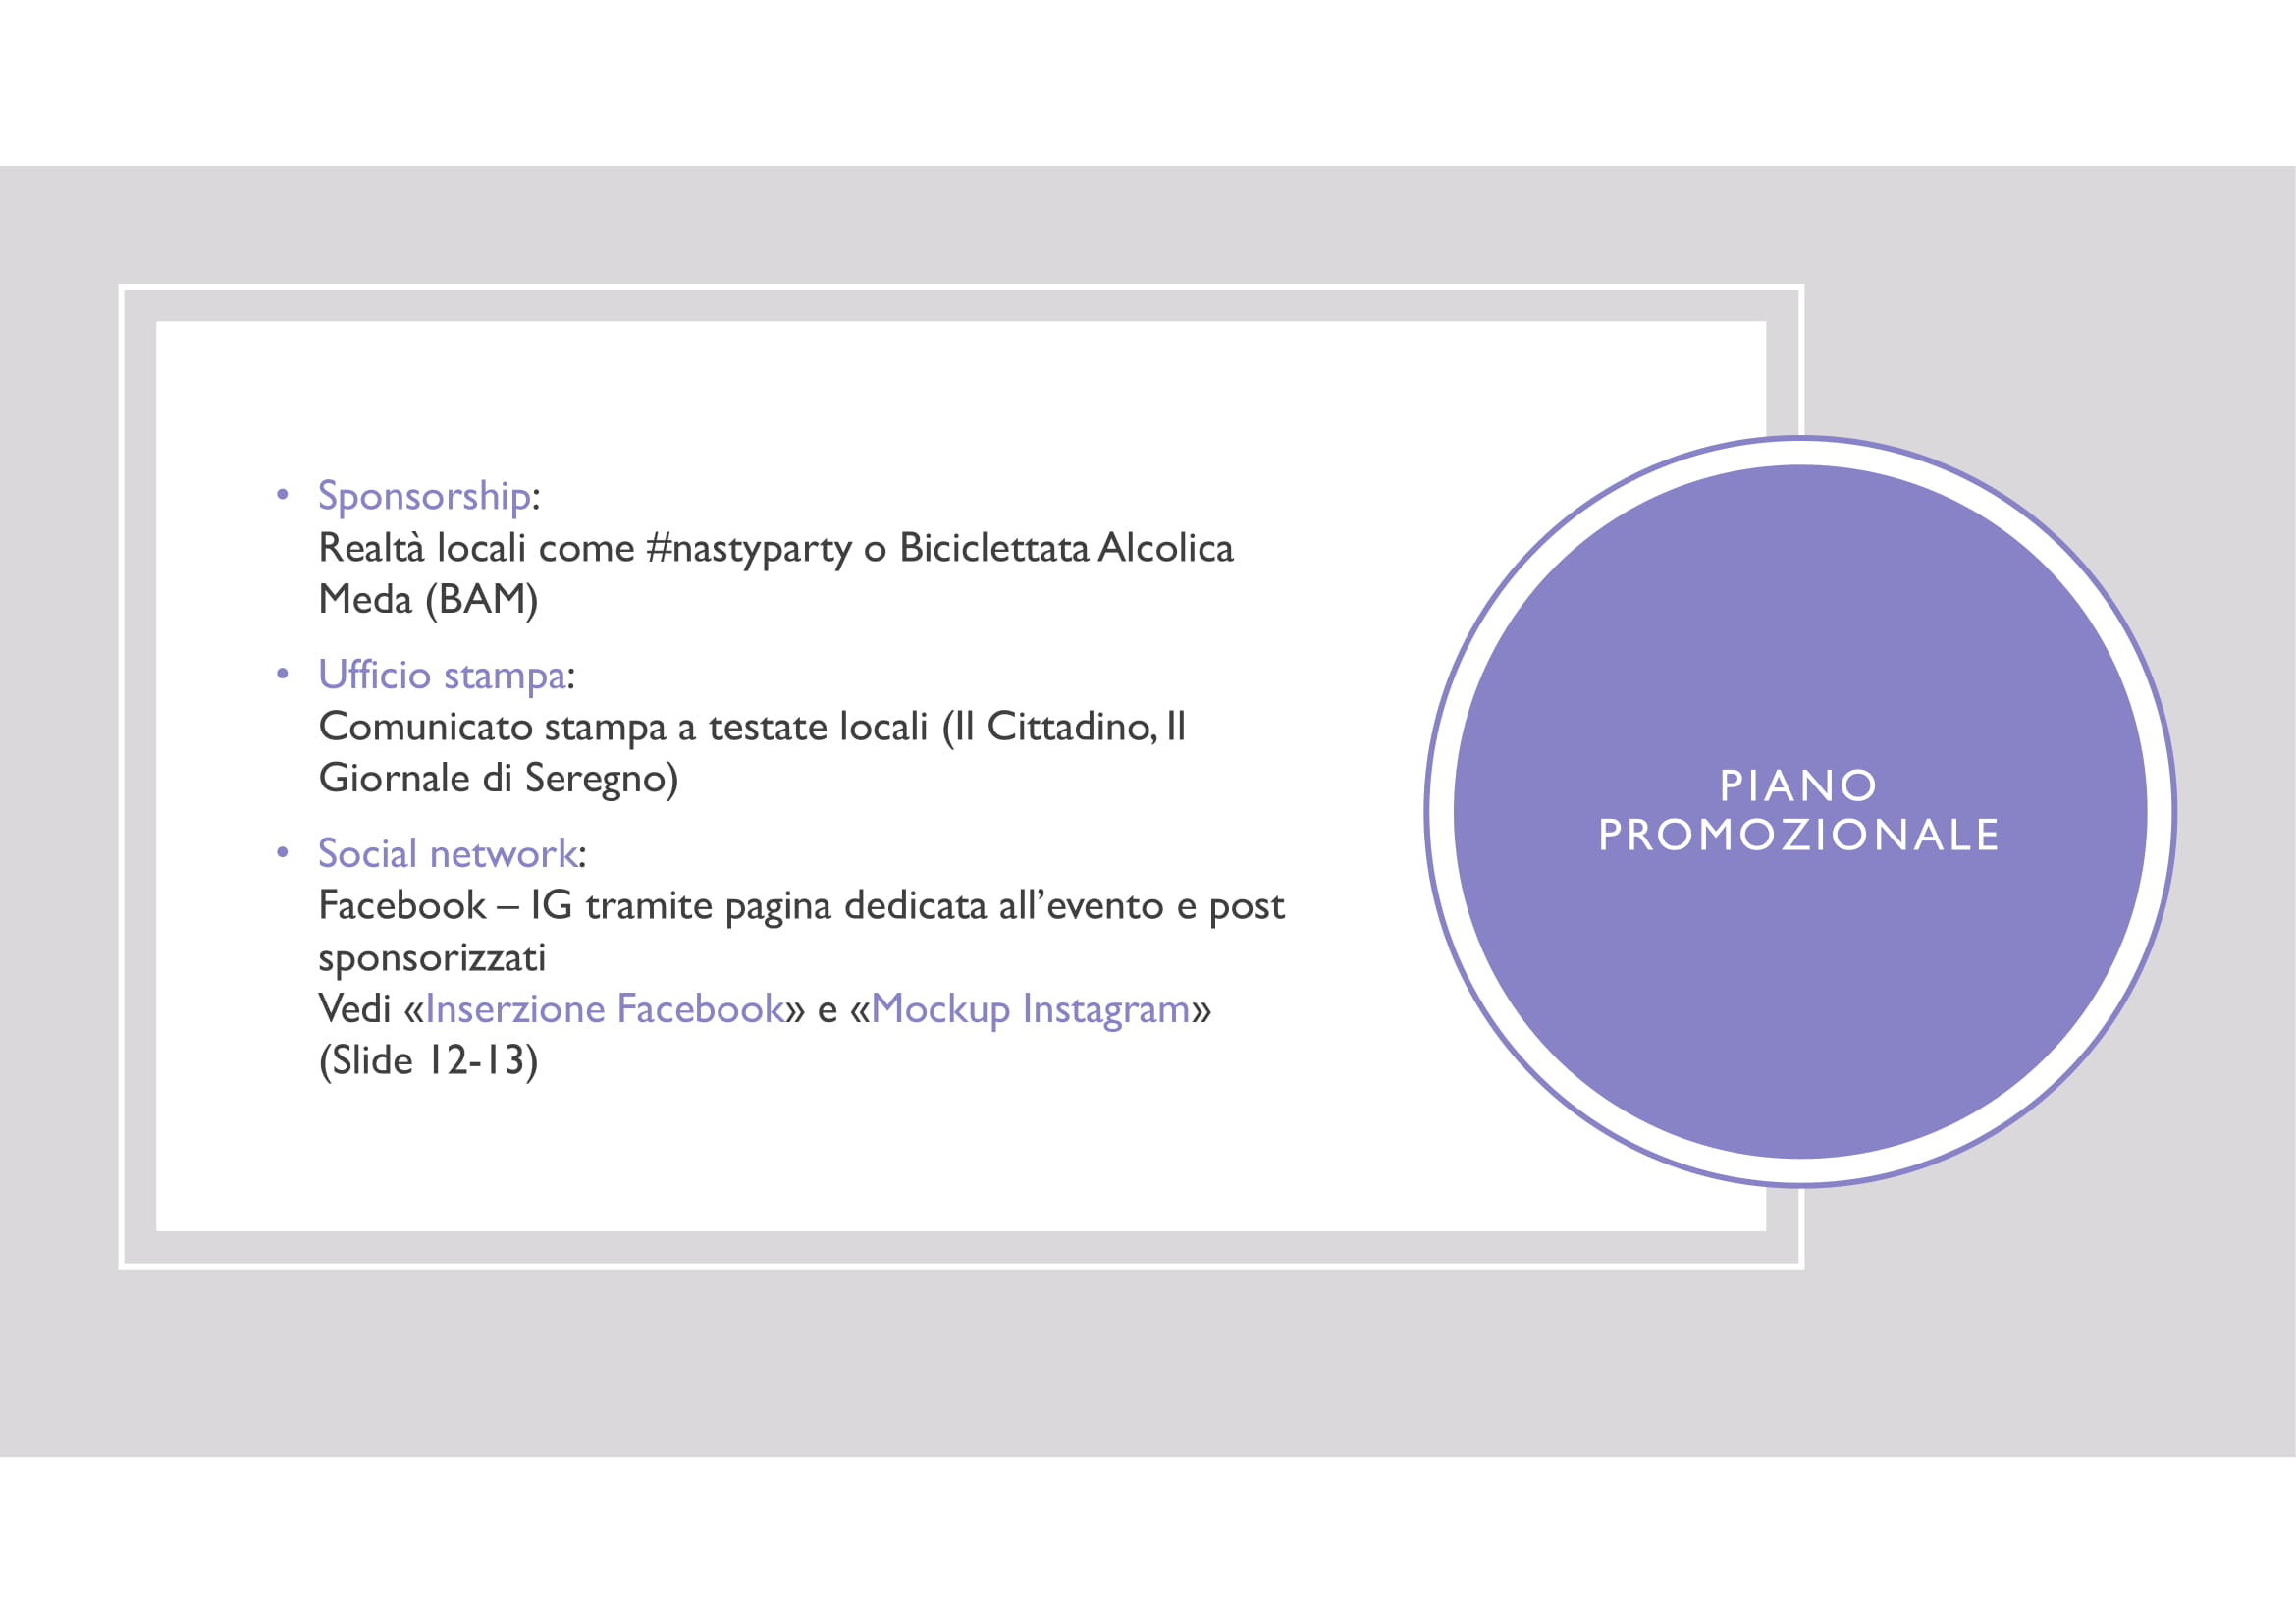 • Sponsorship:
Realtà locali come #nastyparty o Biciclettata Alcolica
Meda (BAM)
• Ufficio stampa:
Comunicato stampa a testate locali (Il Cittadino, Il
Giornale di Seregno)
• Social network:
Facebook – IG tramite pagina dedicata all’evento e post
sponsorizzati
Vedi «Inserzione Facebook» e «Mockup Instagram»
(Slide 12-13)
PIANO
PROMOZIONALE